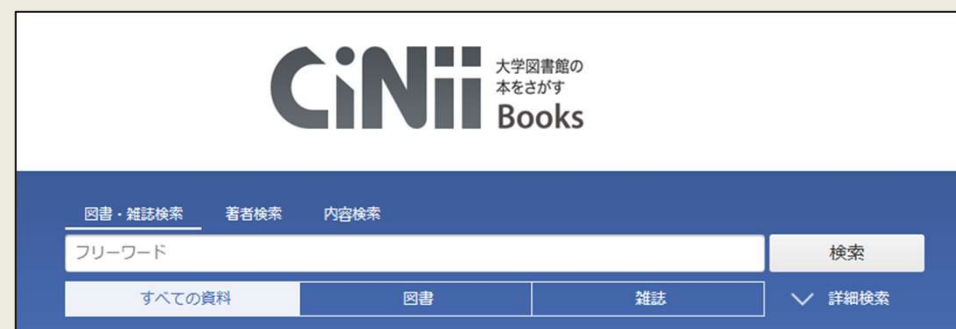 CiNii
大学図書館の
本をさがす
Books
図書・雑誌検索 著者検索 内容検索
フリーワード 検索
すべての資料 図書 雑誌 詳細検索